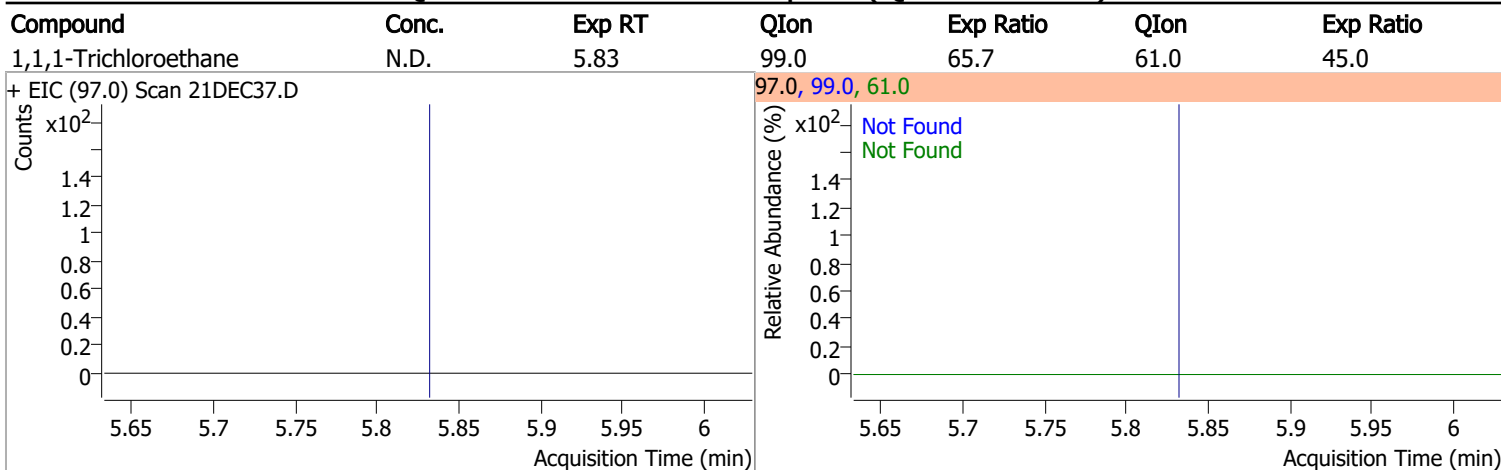 Compound Conc. Exp RT QIon Exp Ratio QIon Exp Ratio
1,1,1-Trichloroethane N.D. 5.83 99.0 65.7 61.0 45.0
+ EIC (97.0) Scan 21DEC37.D
Counts
x10²
1.4
1.2
1
0.8
0.6
0.4
0.2
0
5.65 5.7 5.75 5.8 5.85 5.9 5.95 6
Acquisition Time (min)
97.0, 99.0, 61.0
Relative Abundance (%)
x10²
Not Found
Not Found
1.4
1.2
1
0.8
0.6
0.4
0.2
0
5.65 5.7 5.75 5.8 5.85 5.9 5.95 6
Acquisition Time (min)